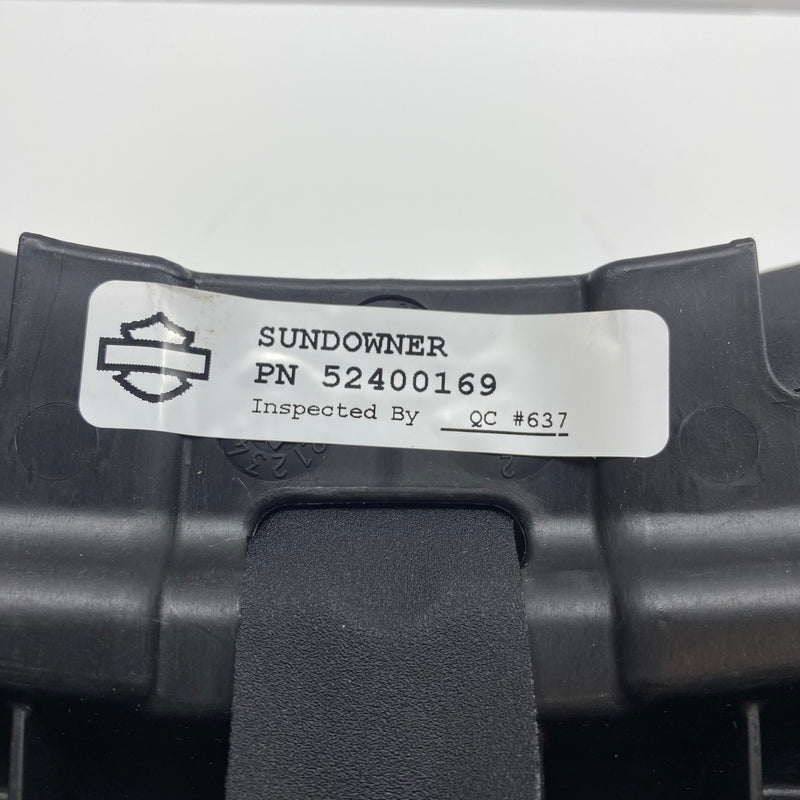 SUNDOWNER
PN 52400169
Inspected By QC #637